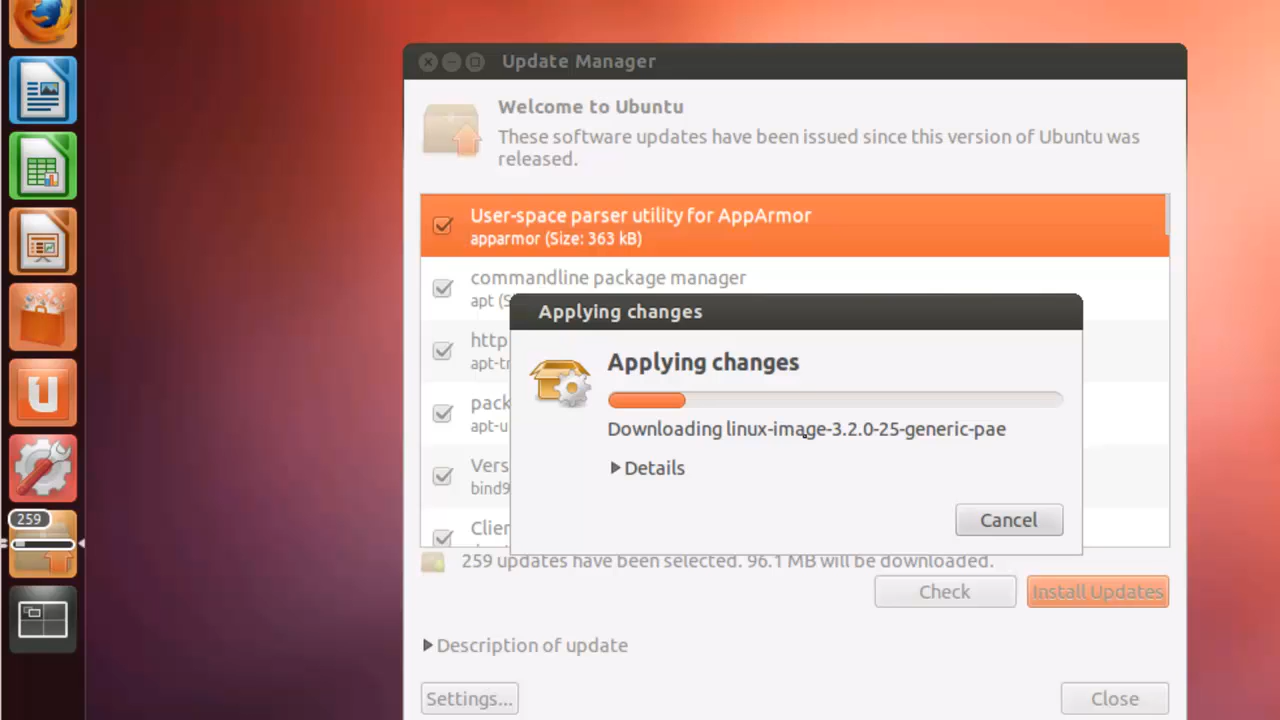 Update Manager
Welcome to Ubuntu
These software updates have been issued since this version of Ubuntu was
released.
User-space parser utility for AppArmor
apparmor (Size: 363 kB)
commandline package manager
apt (S
http
apt-tr
pack
apt-u
Vers
bind9
Clien
Applying changes
Applying changes
Downloading linux-image-3.2.0-25-generic-pae
Details
Cancel
259 updates have been selected. 96.1 MB will be downloaded.
Check
Install Updates
Description of update
Settings...
Close
U
259